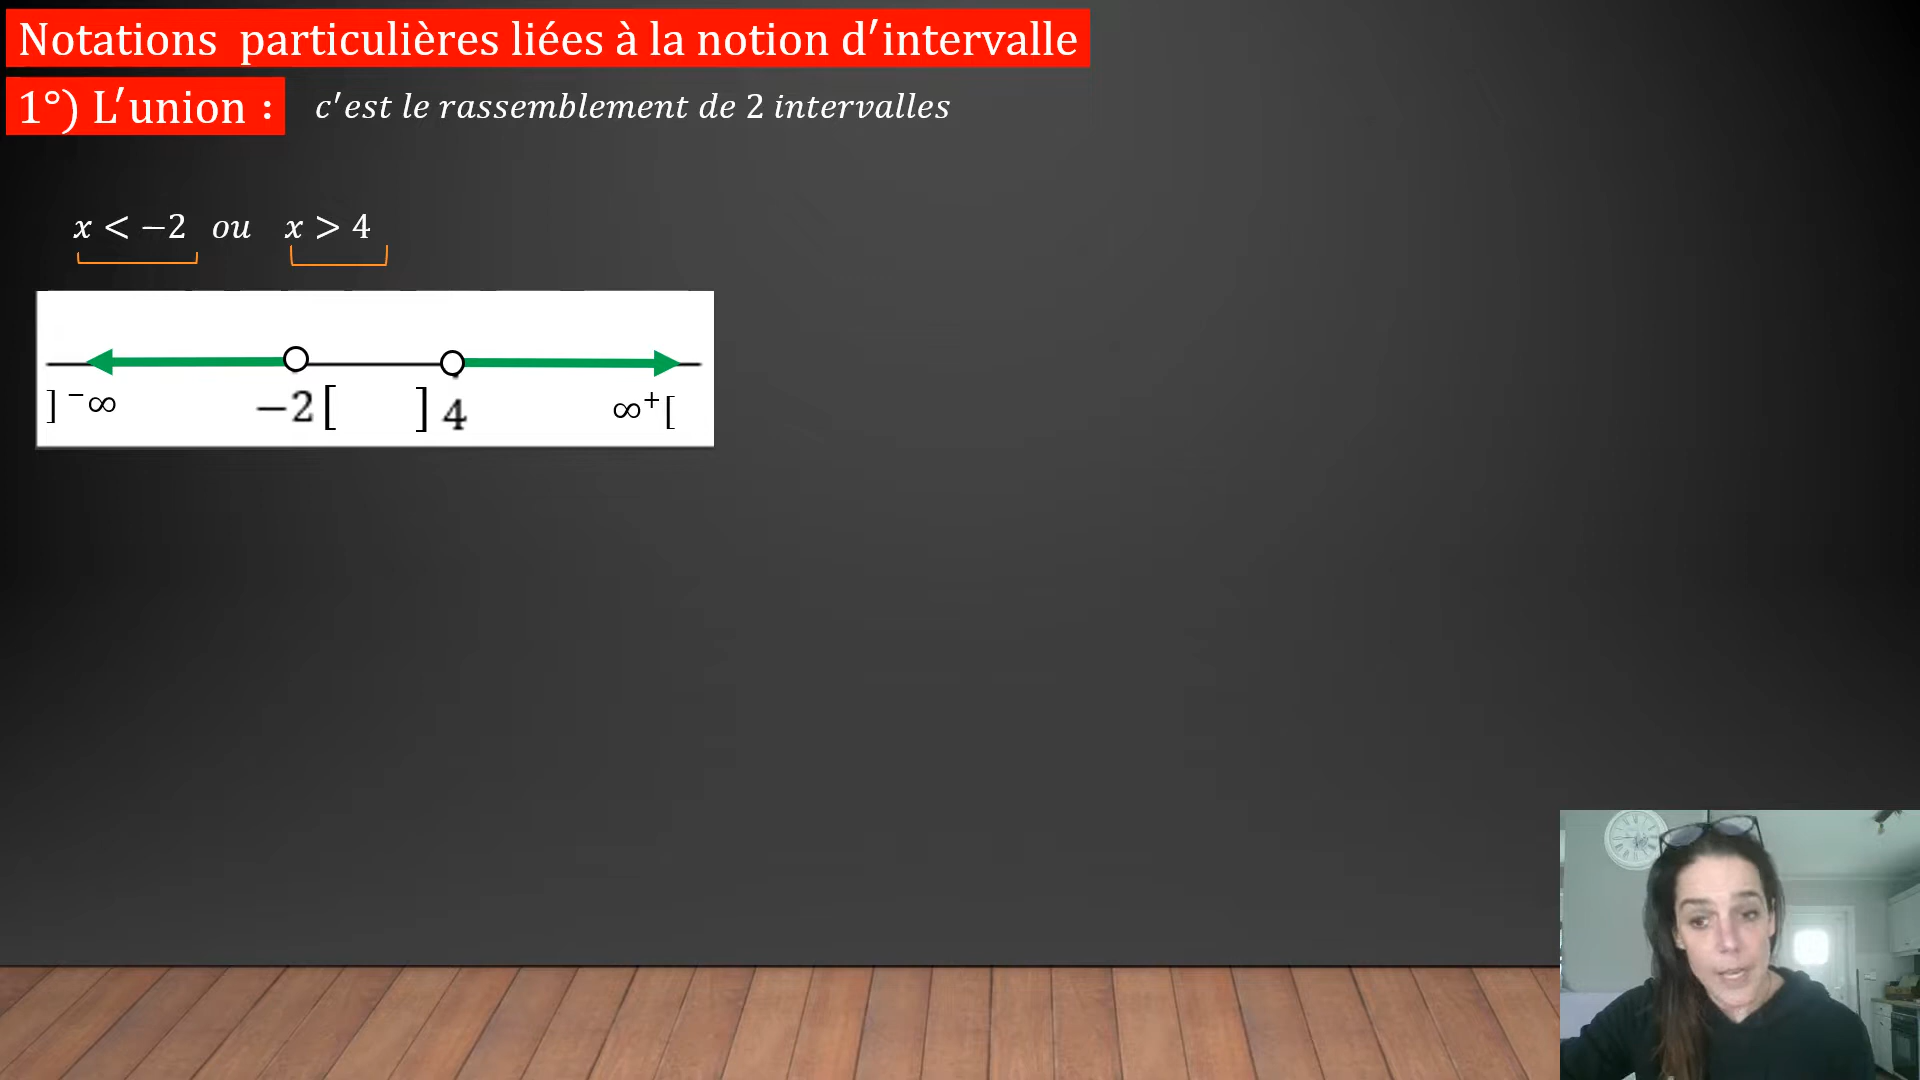 Notations particulières liées à la notion d′intervalle
1°) L′union : c′est le rassemblement de 2 intervalles
x < −2 ou x > 4
] ⁻∞ −2 [ ] 4 ∞⁺ [